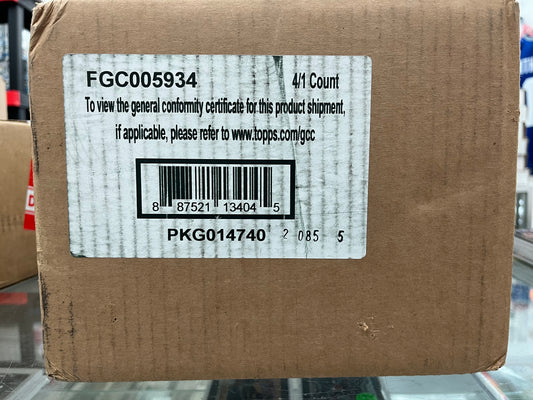 FGC005934 4/1 Count
To view the general conformity certificate for this product shipment,
if applicable, please refer to www.topps.com/gcc
8 87521 13404 5
PKG014740 2 085 5